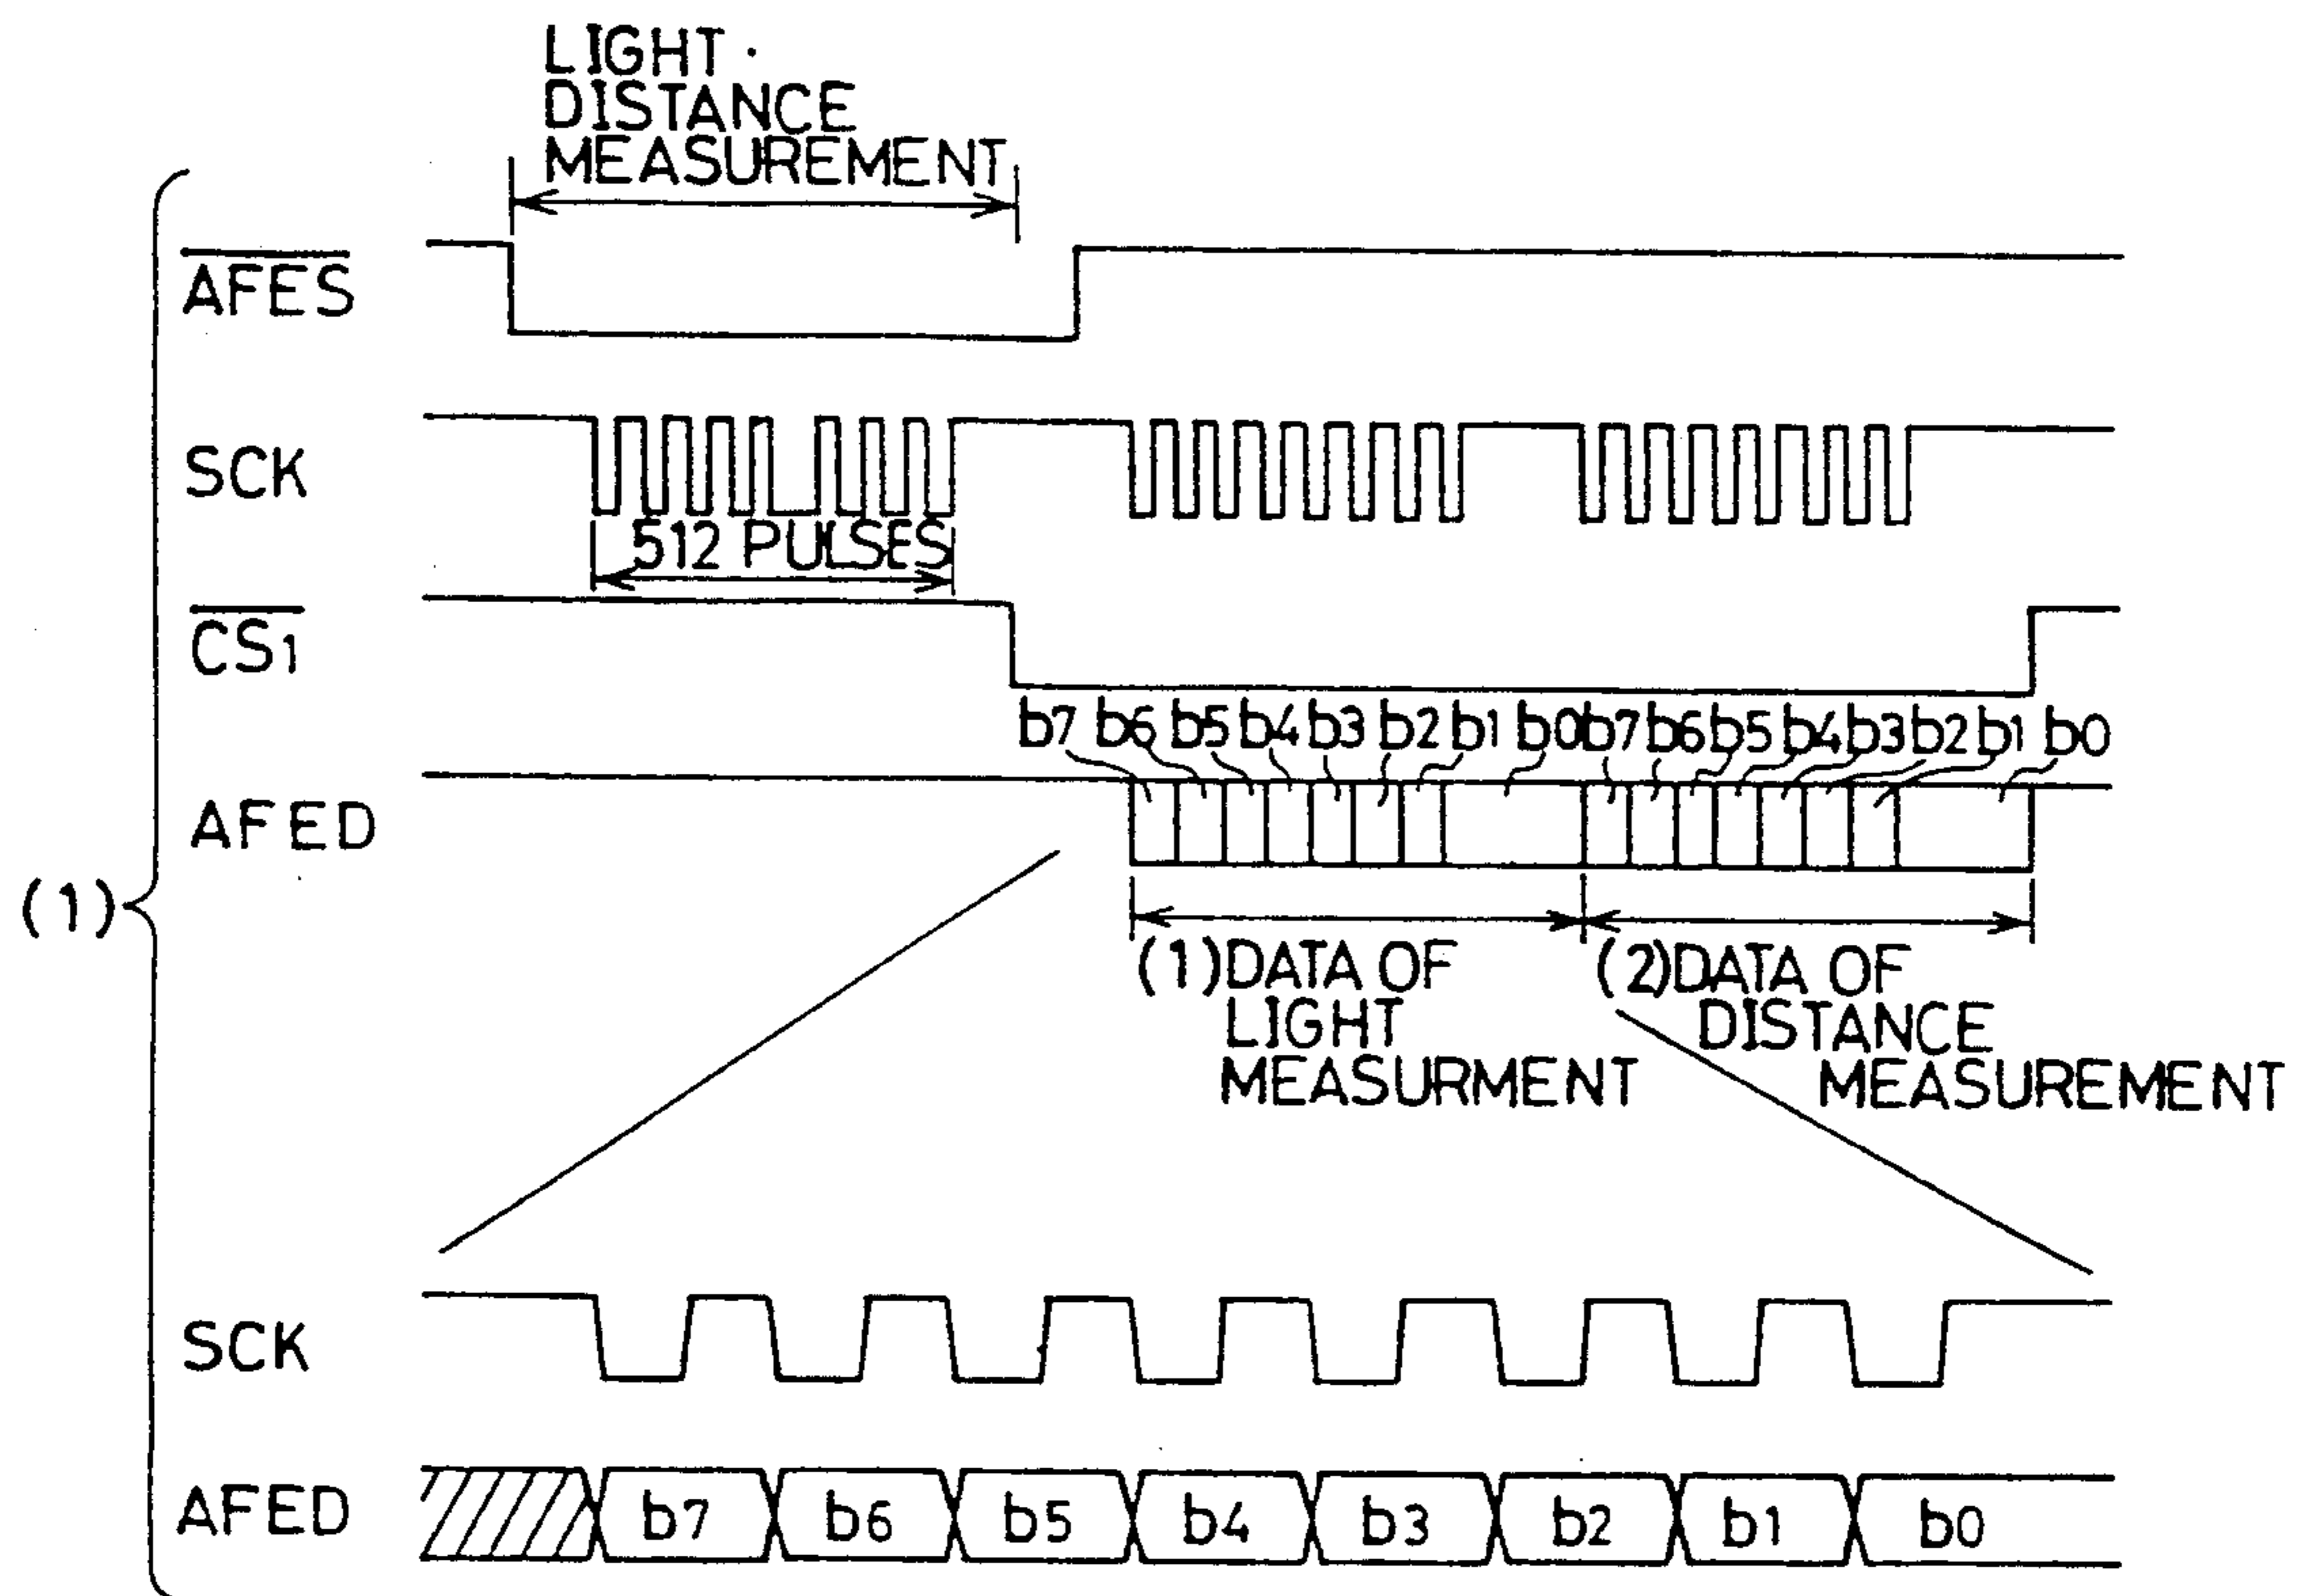 LIGHT ·
DISTANCE
MEASUREMENT
AFES
SCK
512 PULSES
CS1
b7 b6 b5 b4 b3 b2 b1 b0 b7 b6 b5 b4 b3 b2 b1 b0
AFED
(1)
(1) DATA OF
LIGHT
MEASURMENT
(2) DATA OF
DISTANCE
MEASUREMENT
SCK
AFED
b7 b6 b5 b4 b3 b2 b1 b0